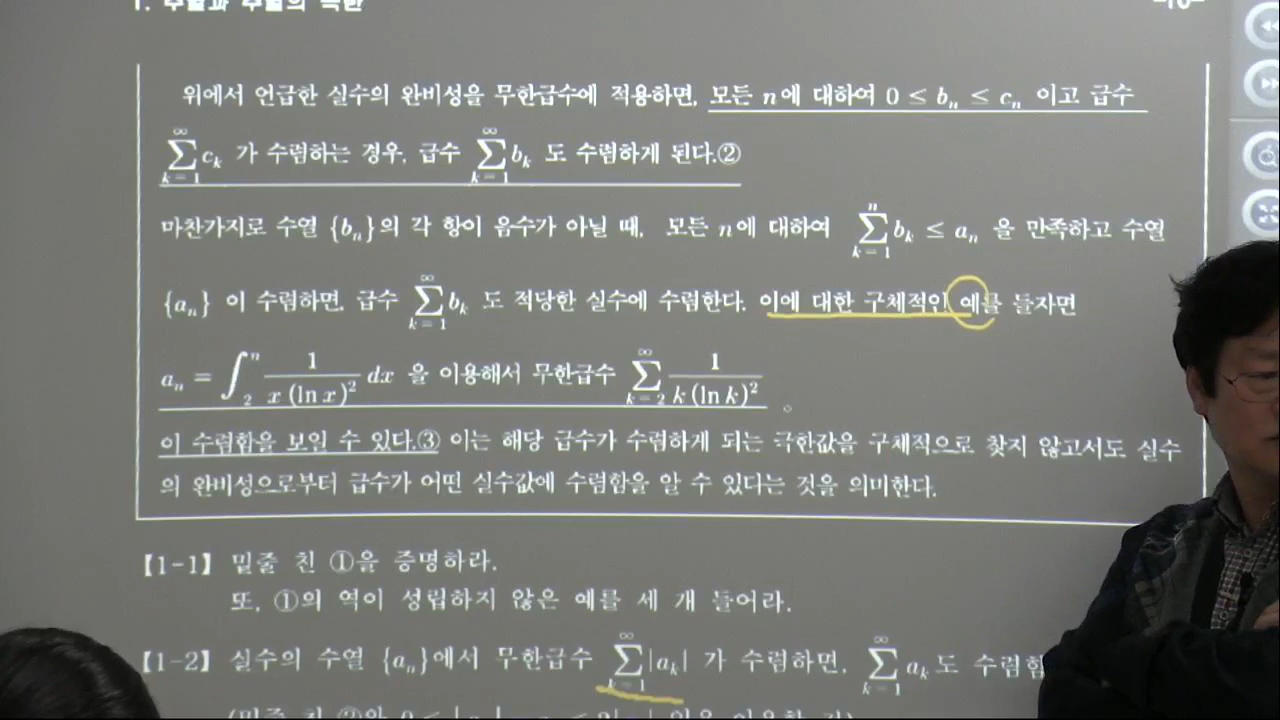 1. 수열과 수열의 극한 -10-
위에서 언급한 실수의 완비성을 무한급수에 적용하면, 모든 n에 대하여 0 ≤ b_n ≤ c_n 이고 급수
∑_{k=1}^{∞} c_k 가 수렴하는 경우, 급수 ∑_{k=1}^{∞} b_k 도 수렴하게 된다.②
마찬가지로 수열 {b_n}의 각 항이 음수가 아닐 때, 모든 n에 대하여 ∑_{k=1}^{n} b_k ≤ a_n 을 만족하고 수열
{a_n} 이 수렴하면, 급수 ∑_{k=1}^{∞} b_k 도 적당한 실수에 수렴한다. 이에 대한 구체적인 예를 들자면
a_n = ∫_2^n 1/(x (ln x)^2) dx 을 이용해서 무한급수 ∑_{k=2}^{∞} 1/(k (ln k)^2)
이 수렴함을 보일 수 있다.③ 이는 해당 급수가 수렴하게 되는 극한값을 구체적으로 찾지 않고서도 실수
의 완비성으로부터 급수가 어떤 실수값에 수렴함을 알 수 있다는 것을 의미한다.
【1-1】 밑줄 친 ①을 증명하라.
또, ①의 역이 성립하지 않은 예를 세 개 들어라.
【1-2】 실수의 수열 {a_n}에서 무한급수 ∑_{k=1}^{∞} |a_k| 가 수렴하면, ∑_{k=1}^{∞} a_k 도 수렴함